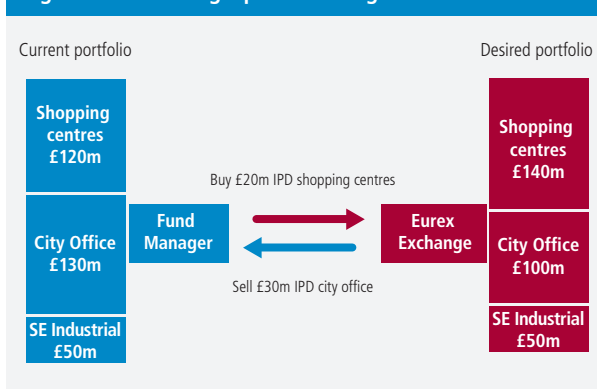 Current portfolio
Desired portfolio
Shopping
centres
£120m
City Office
£130m
SE Industrial
£50m
Fund
Manager
Buy £20m IPD shopping centres
Sell £30m IPD city office
Eurex
Exchange
Shopping
centres
£140m
City Office
£100m
SE Industrial
£50m